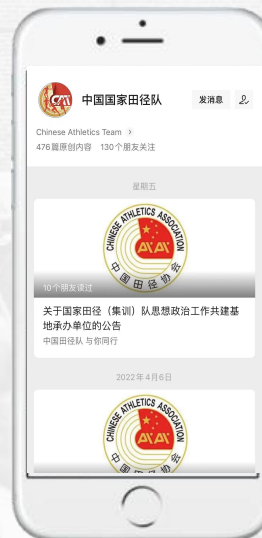 中国国家田径队
发消息
Chinese Athletics Team >
476篇原创内容 130个朋友关注
星期五
CHINESE ATHLETICS ASSOCIATION
中国田径协会
10个朋友读过
关于国家田径（集训）队思想政治工作共建基
地承办单位的公告
中国田径队 与你同行
2022年4月6日
CHINESE ATHLETICS ASSOCIATION